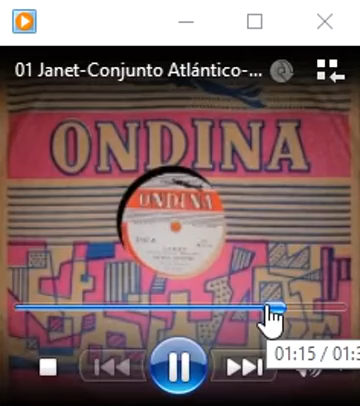 01 Janet-Conjunto Atlántico-...
ONDINA
ONDINA
01:15 / 01:3